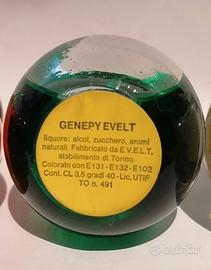 GENEPY EVELT
liquore: alcol, zucchero, aromi
naturali. Fabbricato da E.V.E.L.T.
stabilimento di Torino.
Colorato con E131 - E132 - E102
Cont. CL 3,5 gradi 40 - Lic. UTIF
TO n. 491
subito